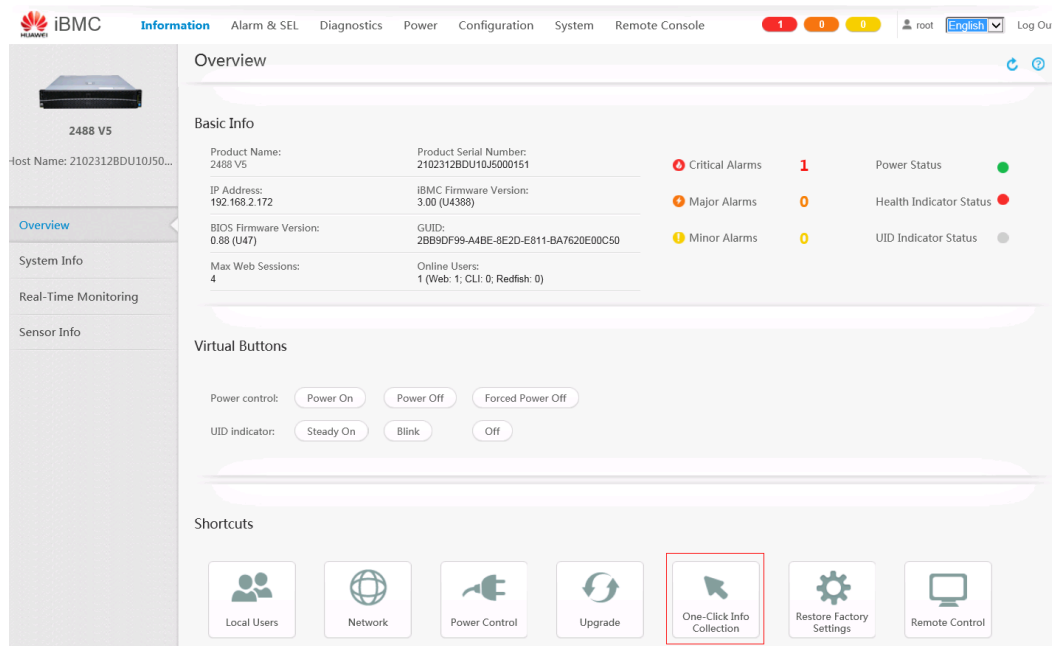 HUAWEI
iBMC
Information Alarm & SEL Diagnostics Power Configuration System Remote Console 1 0 0 root English Log Ou
Overview
2488 V5
Host Name: 2102312BDU10J50...
Overview
System Info
Real-Time Monitoring
Sensor Info
Basic Info
Product Name:
2488 V5
Product Serial Number:
2102312BDU10J5000151
IP Address:
192.168.2.172
iBMC Firmware Version:
3.00 (U4388)
BIOS Firmware Version:
0.88 (U47)
GUID:
2BB9DF99-A4BE-8E2D-E811-BA7620E00C50
Max Web Sessions:
4
Online Users:
1 (Web: 1; CLI: 0; Redfish: 0)
Critical Alarms 1
Major Alarms 0
Minor Alarms 0
Power Status
Health Indicator Status
UID Indicator Status
Virtual Buttons
Power control: Power On Power Off Forced Power Off
UID indicator: Steady On Blink Off
Shortcuts
Local Users
Network
Power Control
Upgrade
One-Click Info
Collection
Restore Factory
Settings
Remote Control